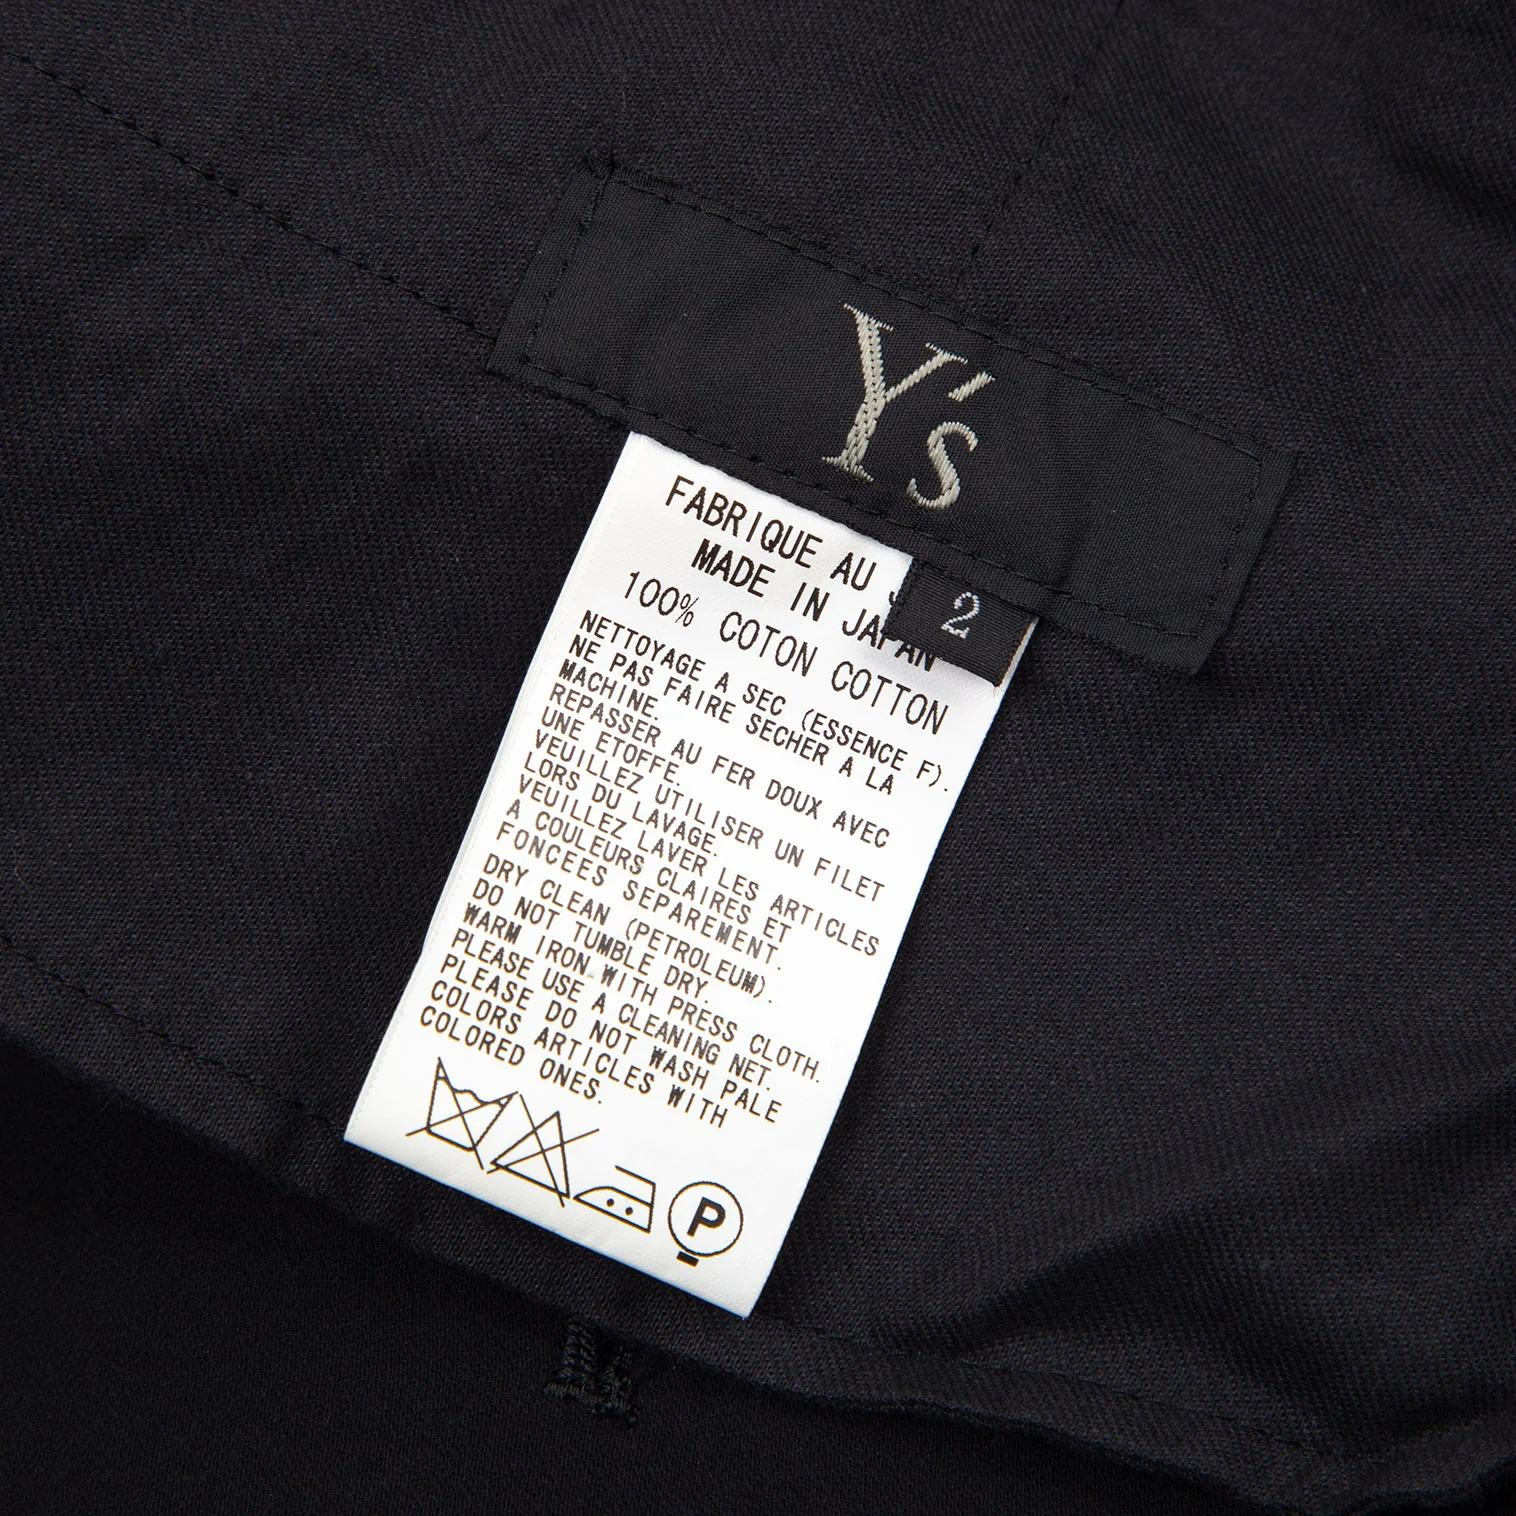 Y's
2
FABRIQUE AU
MADE IN JAPAN
100% COTON COTTON
NETTOYAGE A SEC (ESSENCE F).
NE PAS FAIRE SECHER A LA
MACHINE.
REPASSER AU FER DOUX AVEC
UNE ETOFFE.
VEUILLEZ UTILISER UN FILET
LORS DU LAVAGE.
VEUILLEZ LAVER LES ARTICLES
A COULEURS CLAIRES ET
FONCEES SEPAREMENT.
DRY CLEAN (PETROLEUM).
DO NOT TUMBLE DRY.
WARM IRON WITH PRESS CLOTH.
PLEASE USE A CLEANING NET.
PLEASE DO NOT WASH PALE
COLORS ARTICLES WITH
COLORED ONES.
P